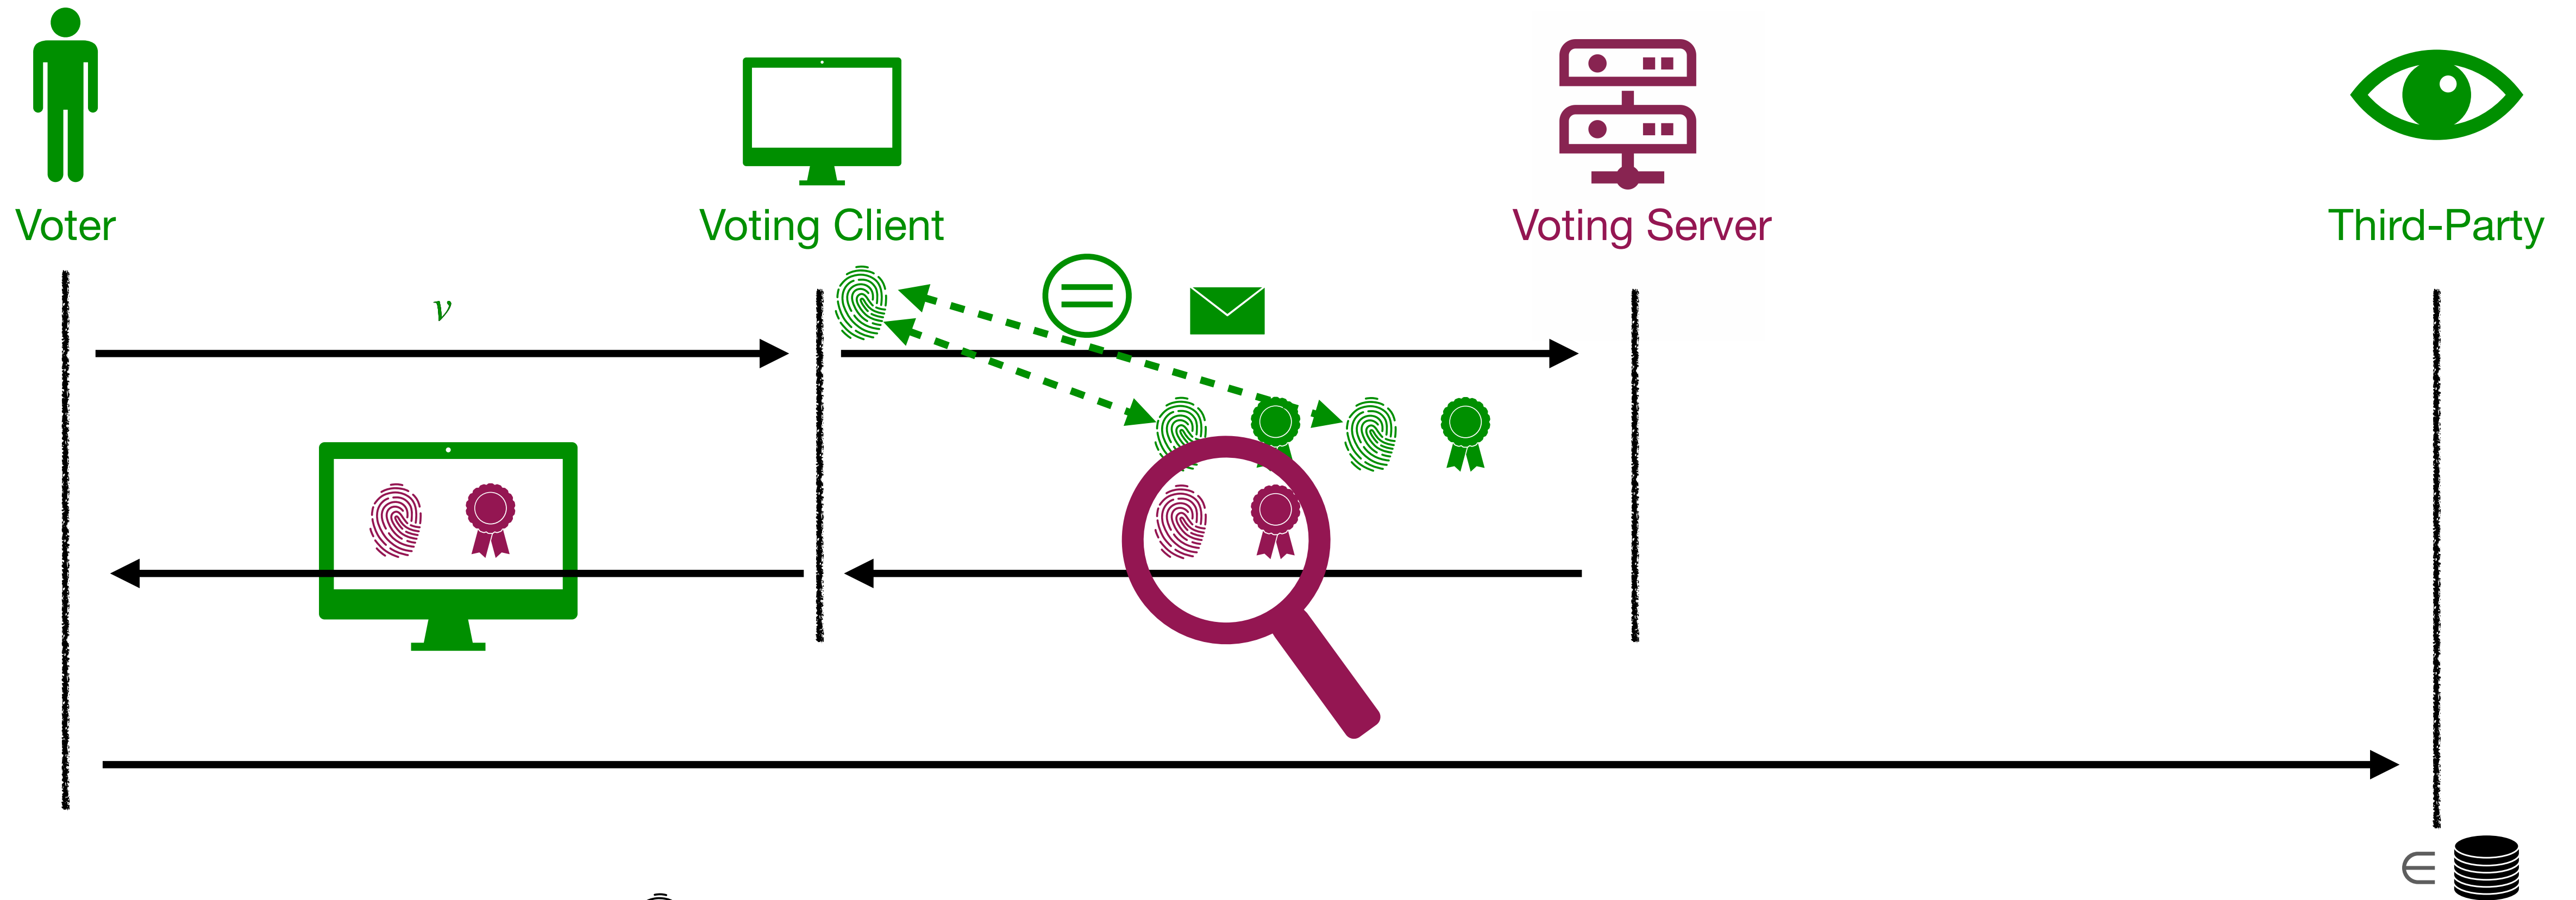 Voter
Voting Client
Voting Server
Third-Party
v
=
∈